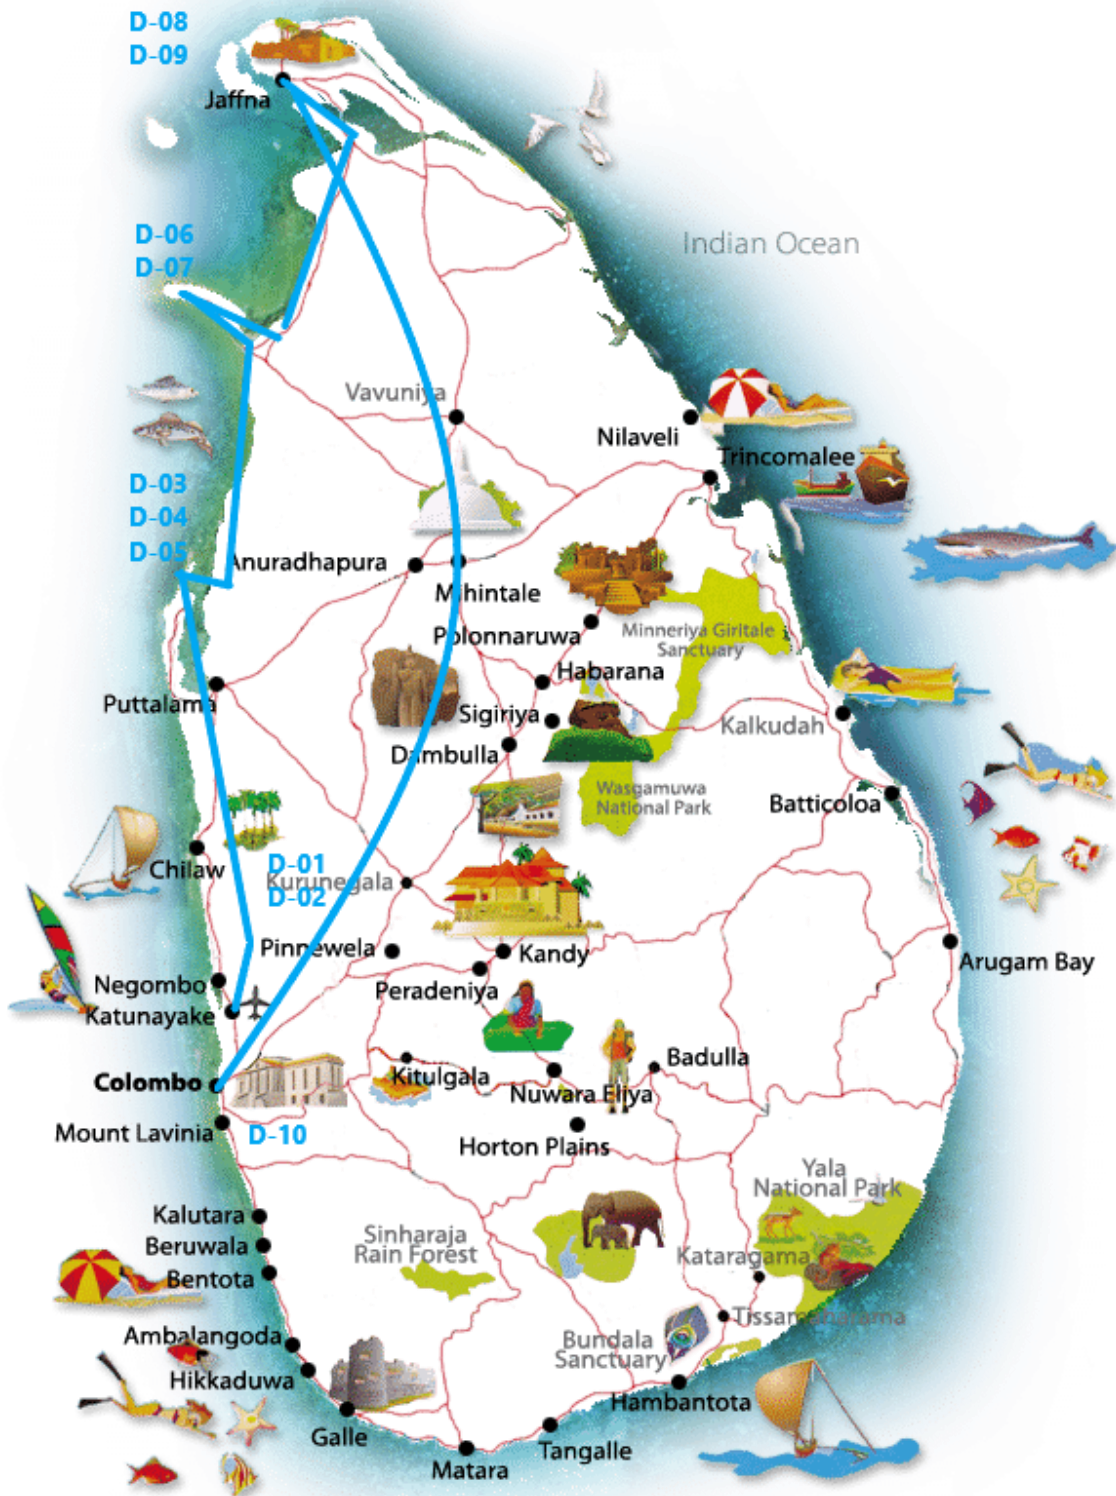 D-08
D-09
Jaffna
D-06
D-07
Indian Ocean
Vavuniya
Nilaveli
Trincomalee
D-03
D-04
D-05
Anuradhapura
Mihintale
Polonnaruwa
Minneriya Giritale
Sanctuary
Habarana
Puttalama
Sigiriya
Kalkudah
Dambulla
Wasgamuwa
National Park
Batticoloa
Chilaw
D-01
Kurunegala
D-02
Pinnewela
Kandy
Arugam Bay
Negombo
Peradeniya
Katunayake
Colombo
Kitulgala
Badulla
Nuwara Eliya
Mount Lavinia
D-10
Horton Plains
Yala
National Park
Kalutara
Beruwala
Sinharaja
Rain Forest
Kataragama
Bentota
Tissamaharama
Ambalangoda
Bundala
Sanctuary
Hikkaduwa
Hambantota
Galle
Tangalle
Matara